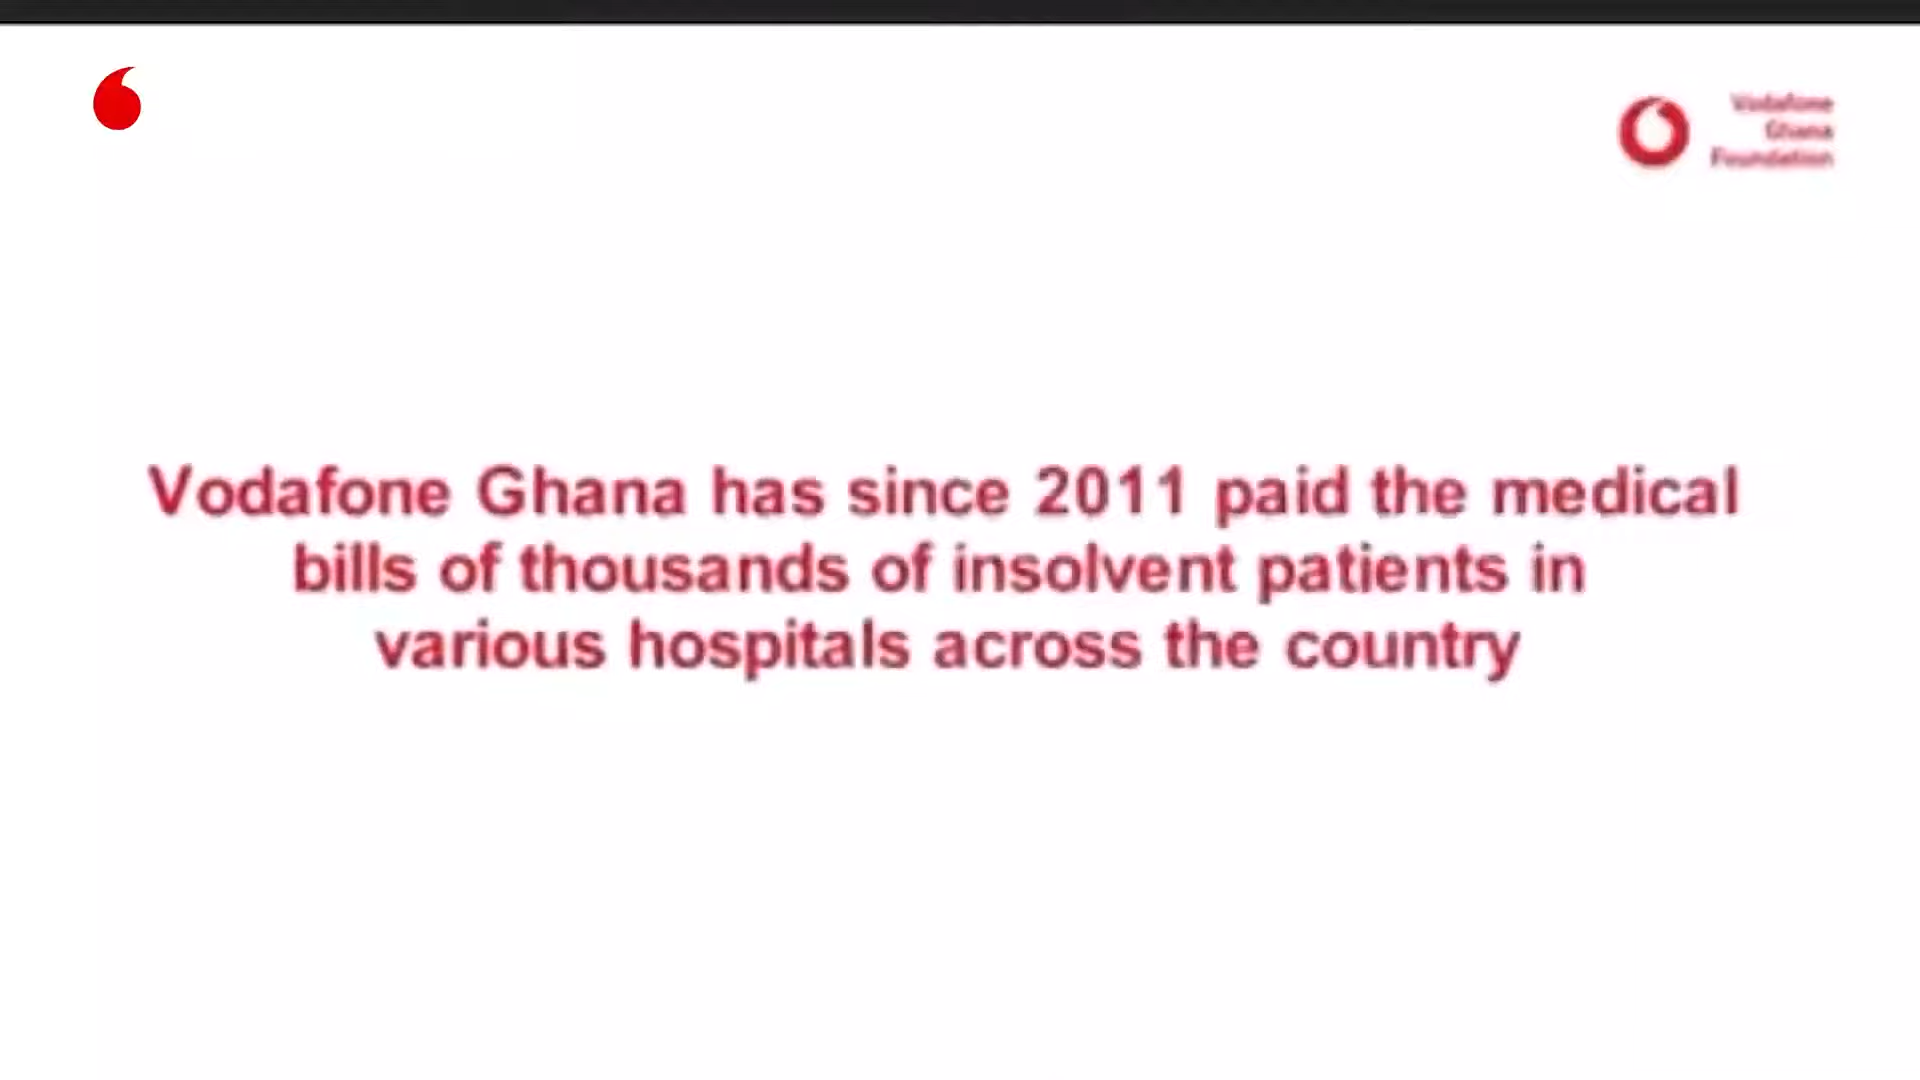 Vodafone
Ghana
Foundation
Vodafone Ghana has since 2011 paid the medical
bills of thousands of insolvent patients in
various hospitals across the country